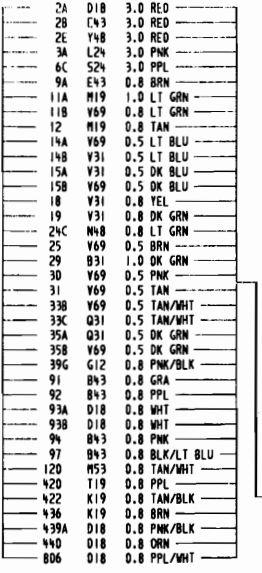 2A D18 3.0 RED
2B C43 3.0 RED
2E Y48 3.0 RED
3A L24 3.0 PNK
6C S24 3.0 PPL
9A E43 0.8 BRN
11A M19 1.0 LT GRN
11B V69 0.8 LT GRN
12 M19 0.8 TAN
14A V69 0.5 LT BLU
14B V31 0.5 LT BLU
15A V31 0.5 DK BLU
15B V69 0.5 DK BLU
18 V31 0.8 YEL
19 V31 0.8 DK GRN
24C N48 0.8 LT GRN
25 V69 0.5 BRN
29 B31 1.0 DK GRN
30 V69 0.5 PNK
31 V69 0.5 TAN
33B V69 0.5 TAN/WHT
33C Q31 0.5 TAN/WHT
35A Q31 0.5 DK GRN
35B V69 0.5 DK GRN
39G G12 0.8 PNK/BLK
91 B43 0.8 GRA
92 B43 0.8 PPL
93A D18 0.8 WHT
93B D18 0.8 WHT
94 B43 0.8 PNK
97 B43 0.8 BLK/LT BLU
120 M53 0.8 TAN/WHT
420 T19 0.8 PPL
422 K19 0.8 TAN/BLK
436 K19 0.8 BRN
439A D18 0.8 PNK/BLK
440 D18 0.8 ORN
806 D18 0.8 PPL/WHT